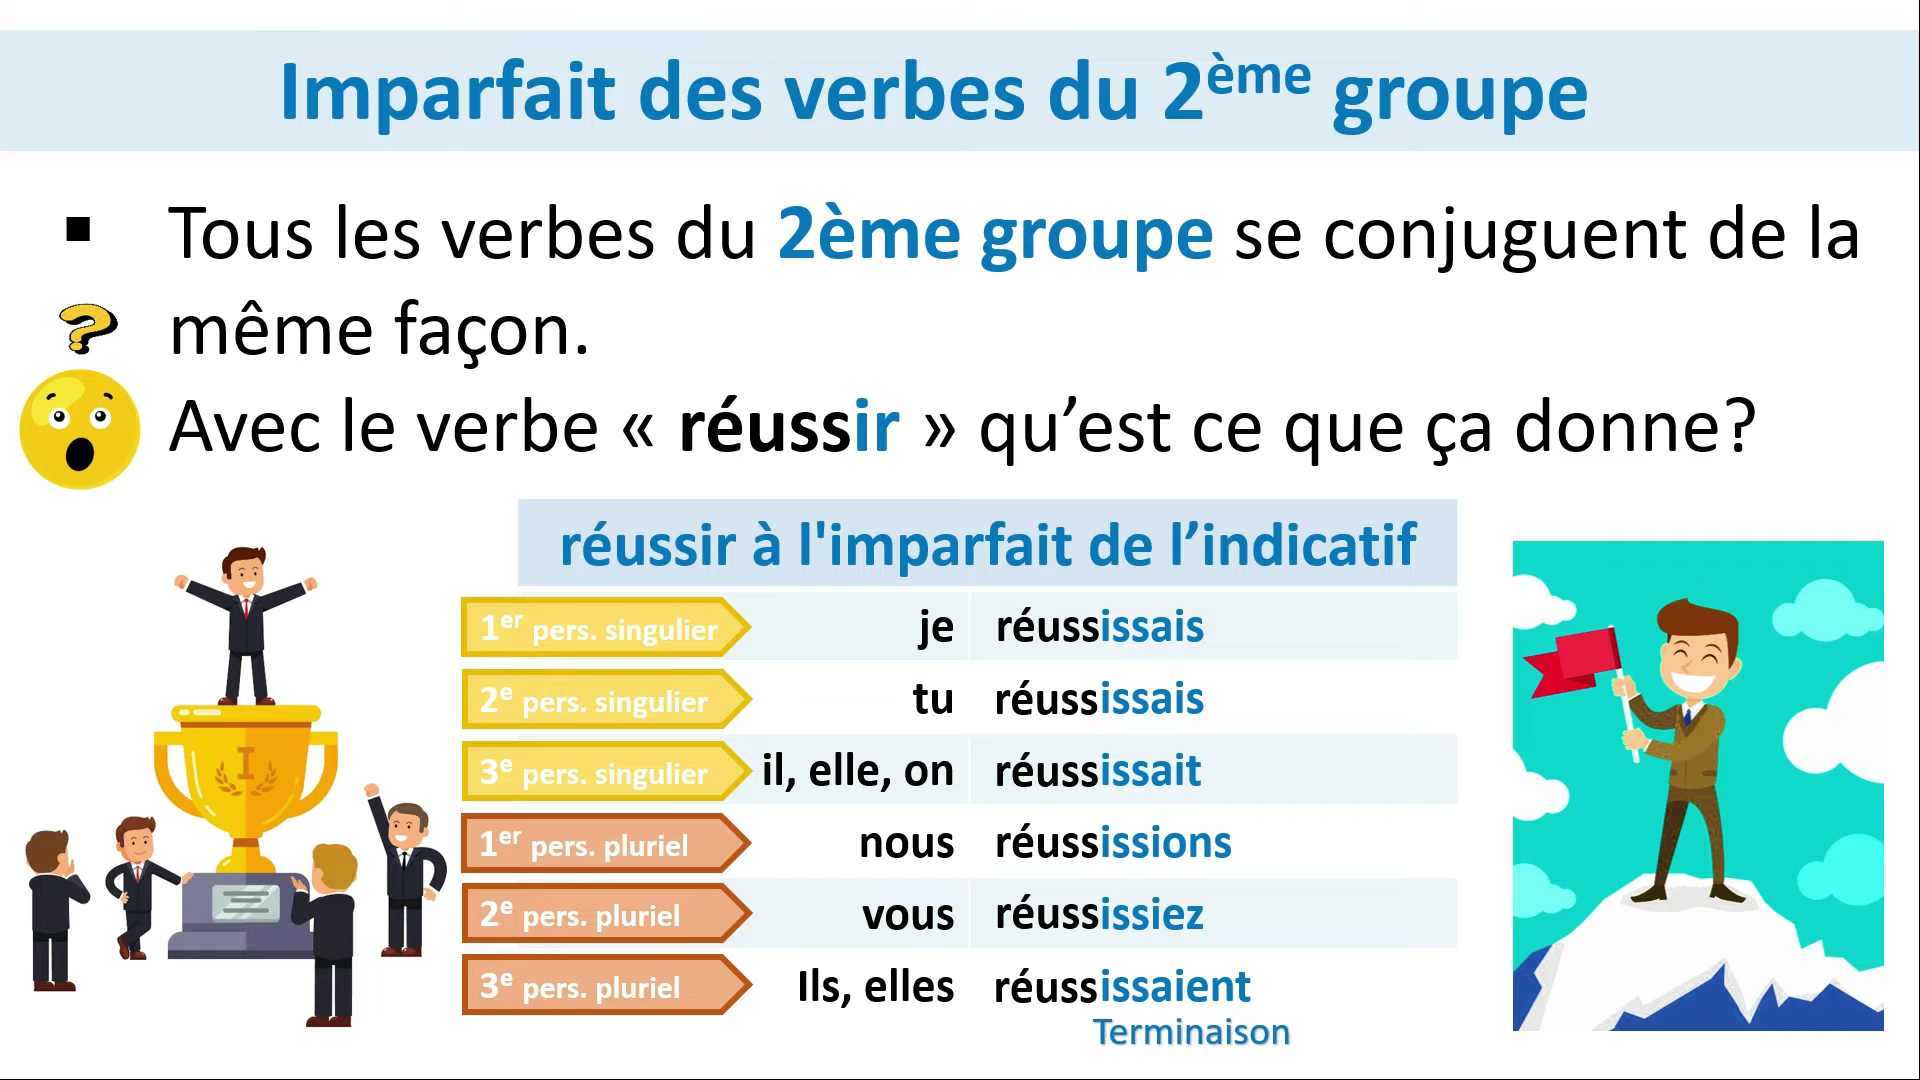 Imparfait des verbes du 2ème groupe
▪ Tous les verbes du 2ème groupe se conjuguent de la
même façon.
Avec le verbe « réussir » qu’est ce que ça donne?
réussir à l'imparfait de l’indicatif
1er pers. singulier je réussissais
2e pers. singulier tu réussissais
3e pers. singulier il, elle, on réussissait
1er pers. pluriel nous réussissions
2e pers. pluriel vous réussissiez
3e pers. pluriel Ils, elles réussissaient
Terminaison
I